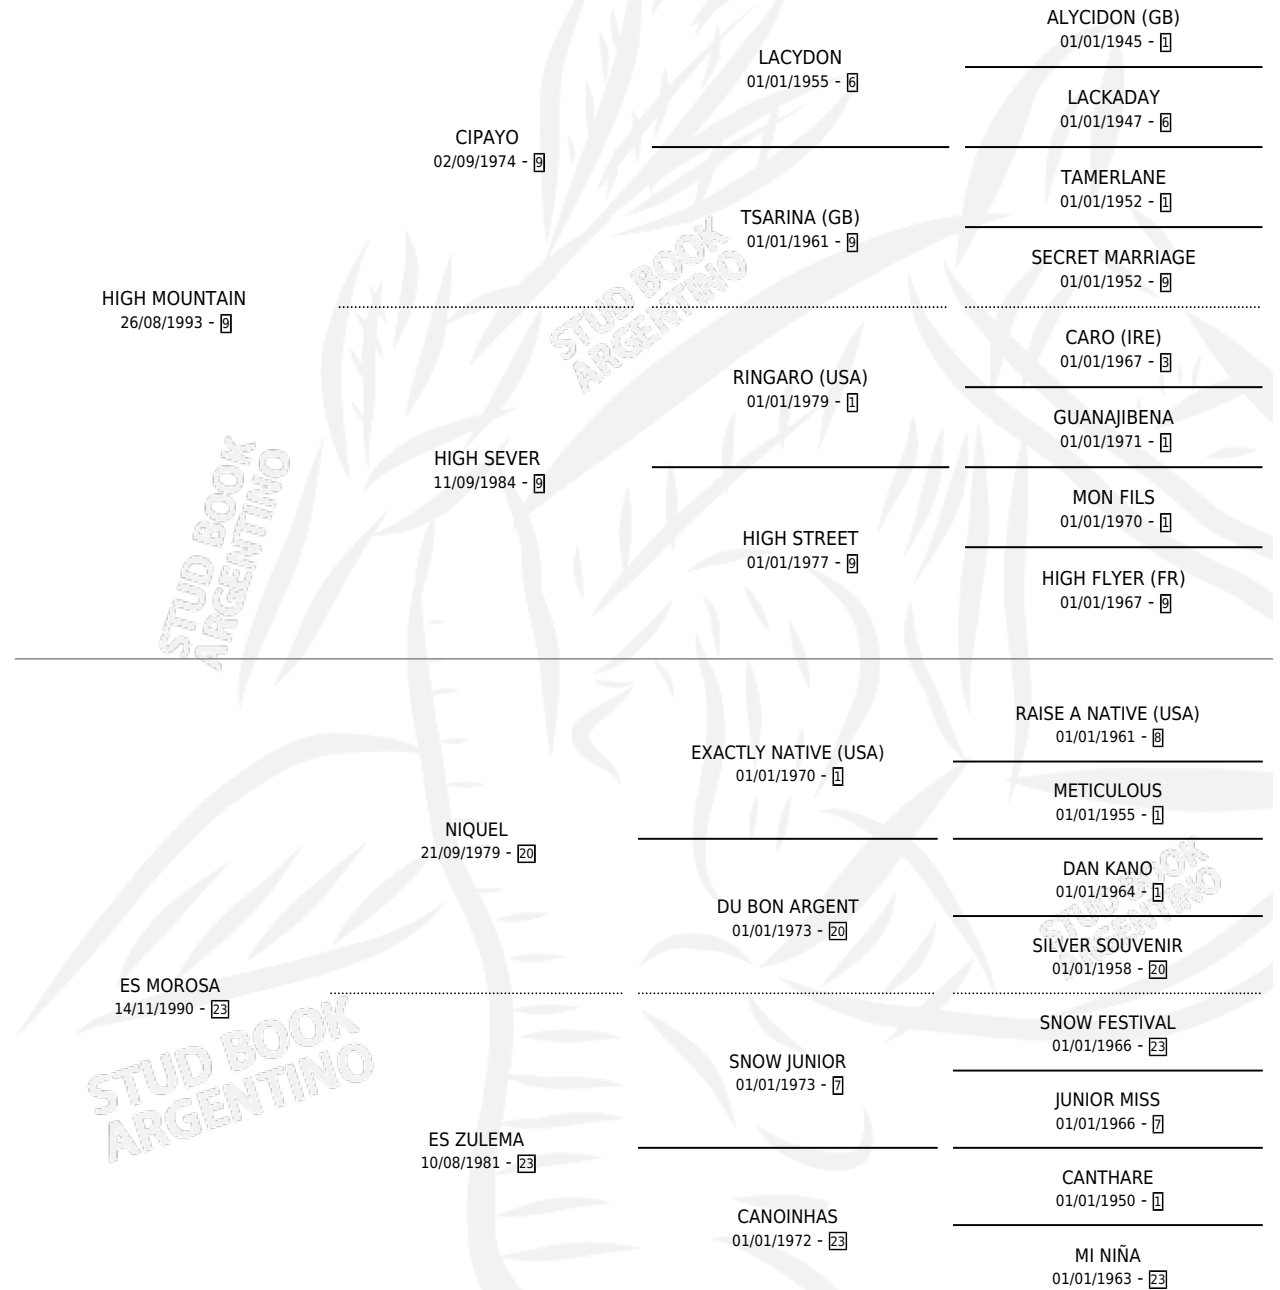 ALYCIDON (GB)
01/01/1945 - 1
LACYDON
01/01/1955 - 6
LACKADAY
01/01/1947 - 6
CIPAYO
02/09/1974 - 9
TAMERLANE
01/01/1952 - 1
TSARINA (GB)
01/01/1961 - 9
SECRET MARRIAGE
01/01/1952 - 9
HIGH MOUNTAIN
26/08/1993 - 9
CARO (IRE)
01/01/1967 - 3
RINGARO (USA)
01/01/1979 - 1
GUANAJIBENA
01/01/1971 - 1
HIGH SEVER
11/09/1984 - 9
MON FILS
01/01/1970 - 1
HIGH STREET
01/01/1977 - 9
HIGH FLYER (FR)
01/01/1967 - 9
RAISE A NATIVE (USA)
01/01/1961 - 8
EXACTLY NATIVE (USA)
01/01/1970 - 1
METICULOUS
01/01/1955 - 1
NIQUEL
21/09/1979 - 20
DAN KANO
01/01/1964 - 1
DU BON ARGENT
01/01/1973 - 20
SILVER SOUVENIR
01/01/1958 - 20
ES MOROSA
14/11/1990 - 23
SNOW FESTIVAL
01/01/1966 - 23
SNOW JUNIOR
01/01/1973 - 7
JUNIOR MISS
01/01/1966 - 7
ES ZULEMA
10/08/1981 - 23
CANTHARE
01/01/1950 - 1
CANOINHAS
01/01/1972 - 23
MI NIÑA
01/01/1963 - 23
STUD BOOK
ARGENTINO
STUD BOOK
ARGENTINO
STUD BOOK
ARGENTINO
STUD BOOK
ARGENTINO